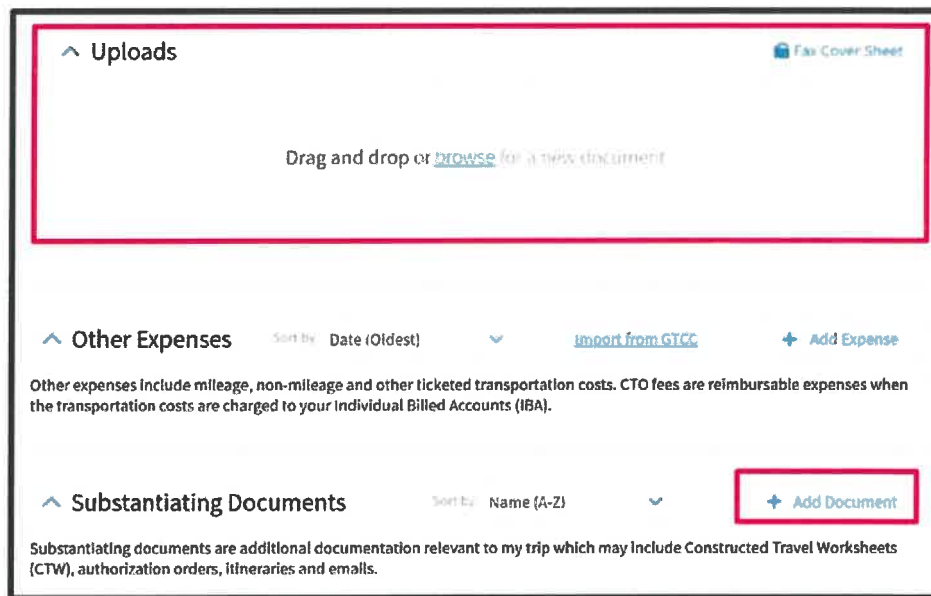 Uploads
Fax Cover Sheet
Drag and drop or browse for a new document
Other Expenses Sort by Date (Oldest) Import from GTCC + Add Expense
Other expenses include mileage, non-mileage and other ticketed transportation costs. CTO fees are reimbursable expenses when
the transportation costs are charged to your Individual Billed Accounts (IBA).
Substantiating Documents Sort by Name (A-Z) + Add Document
Substantiating documents are additional documentation relevant to my trip which may include Constructed Travel Worksheets
(CTW), authorization orders, itineraries and emails.